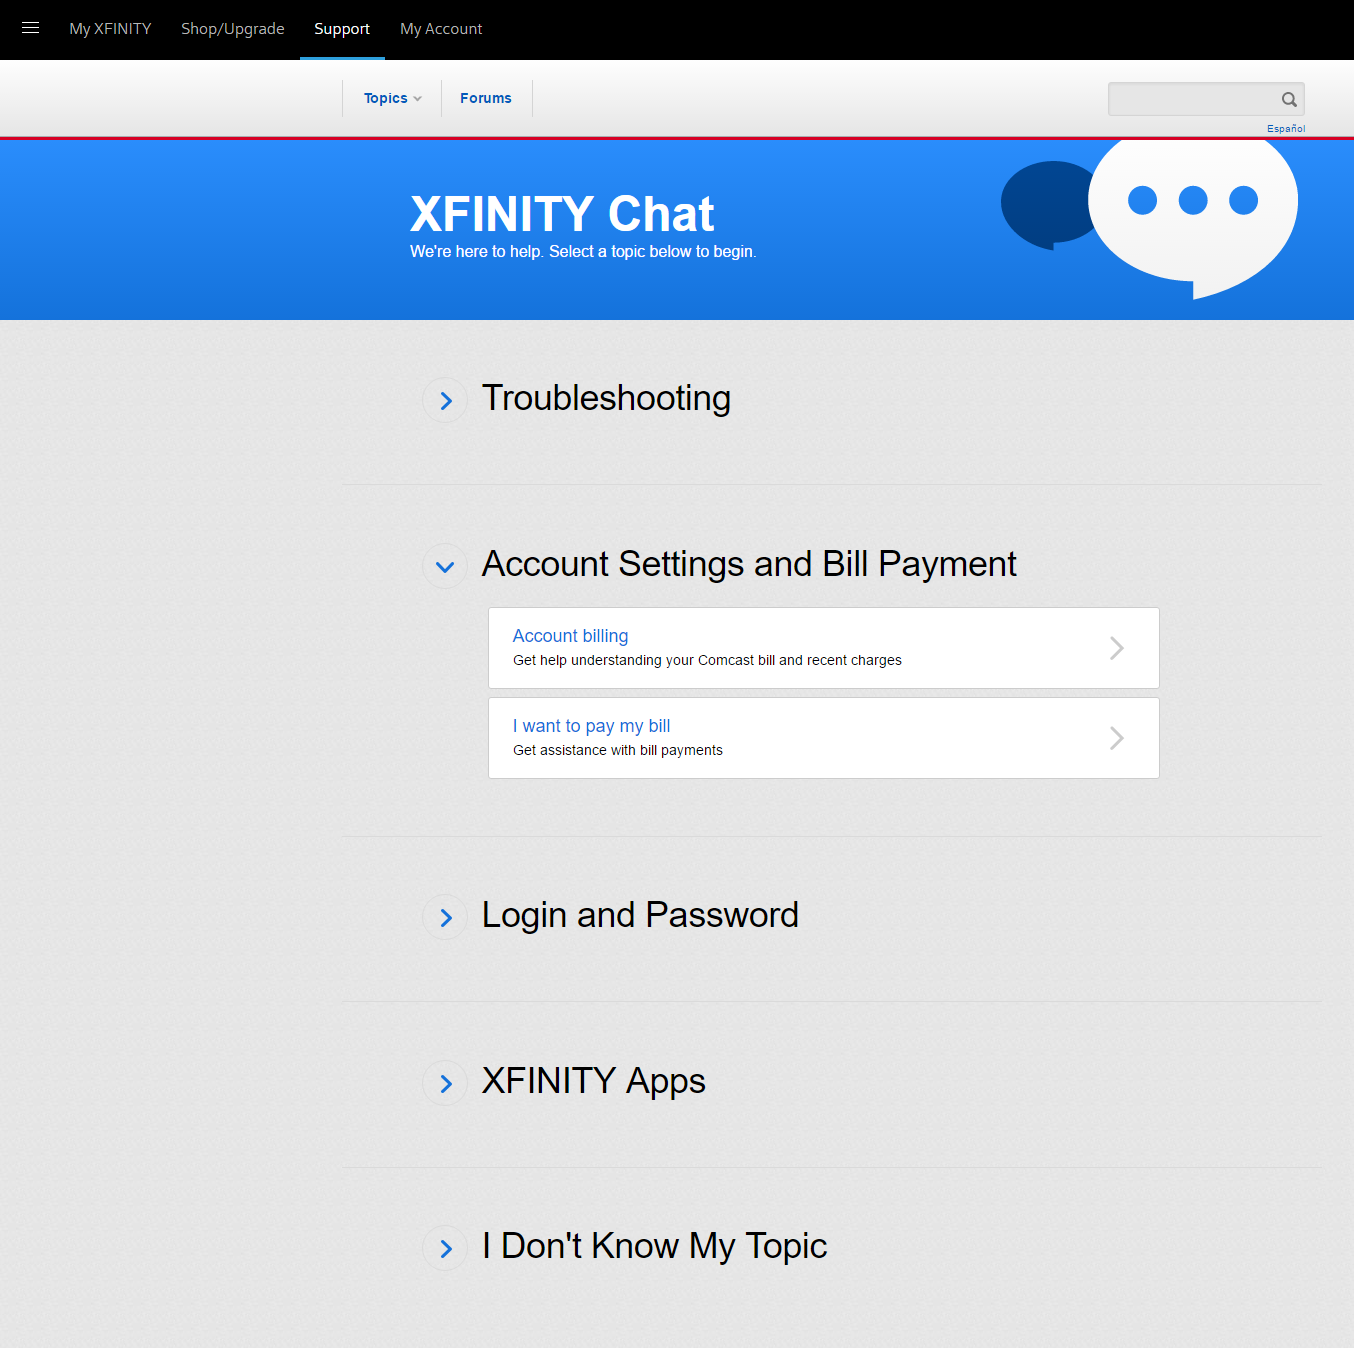 My XFINITY Shop/Upgrade Support My Account
Topics Forums
Español
XFINITY Chat
We're here to help. Select a topic below to begin.
Troubleshooting
Account Settings and Bill Payment
Account billing
Get help understanding your Comcast bill and recent charges
I want to pay my bill
Get assistance with bill payments
Login and Password
XFINITY Apps
I Don't Know My Topic